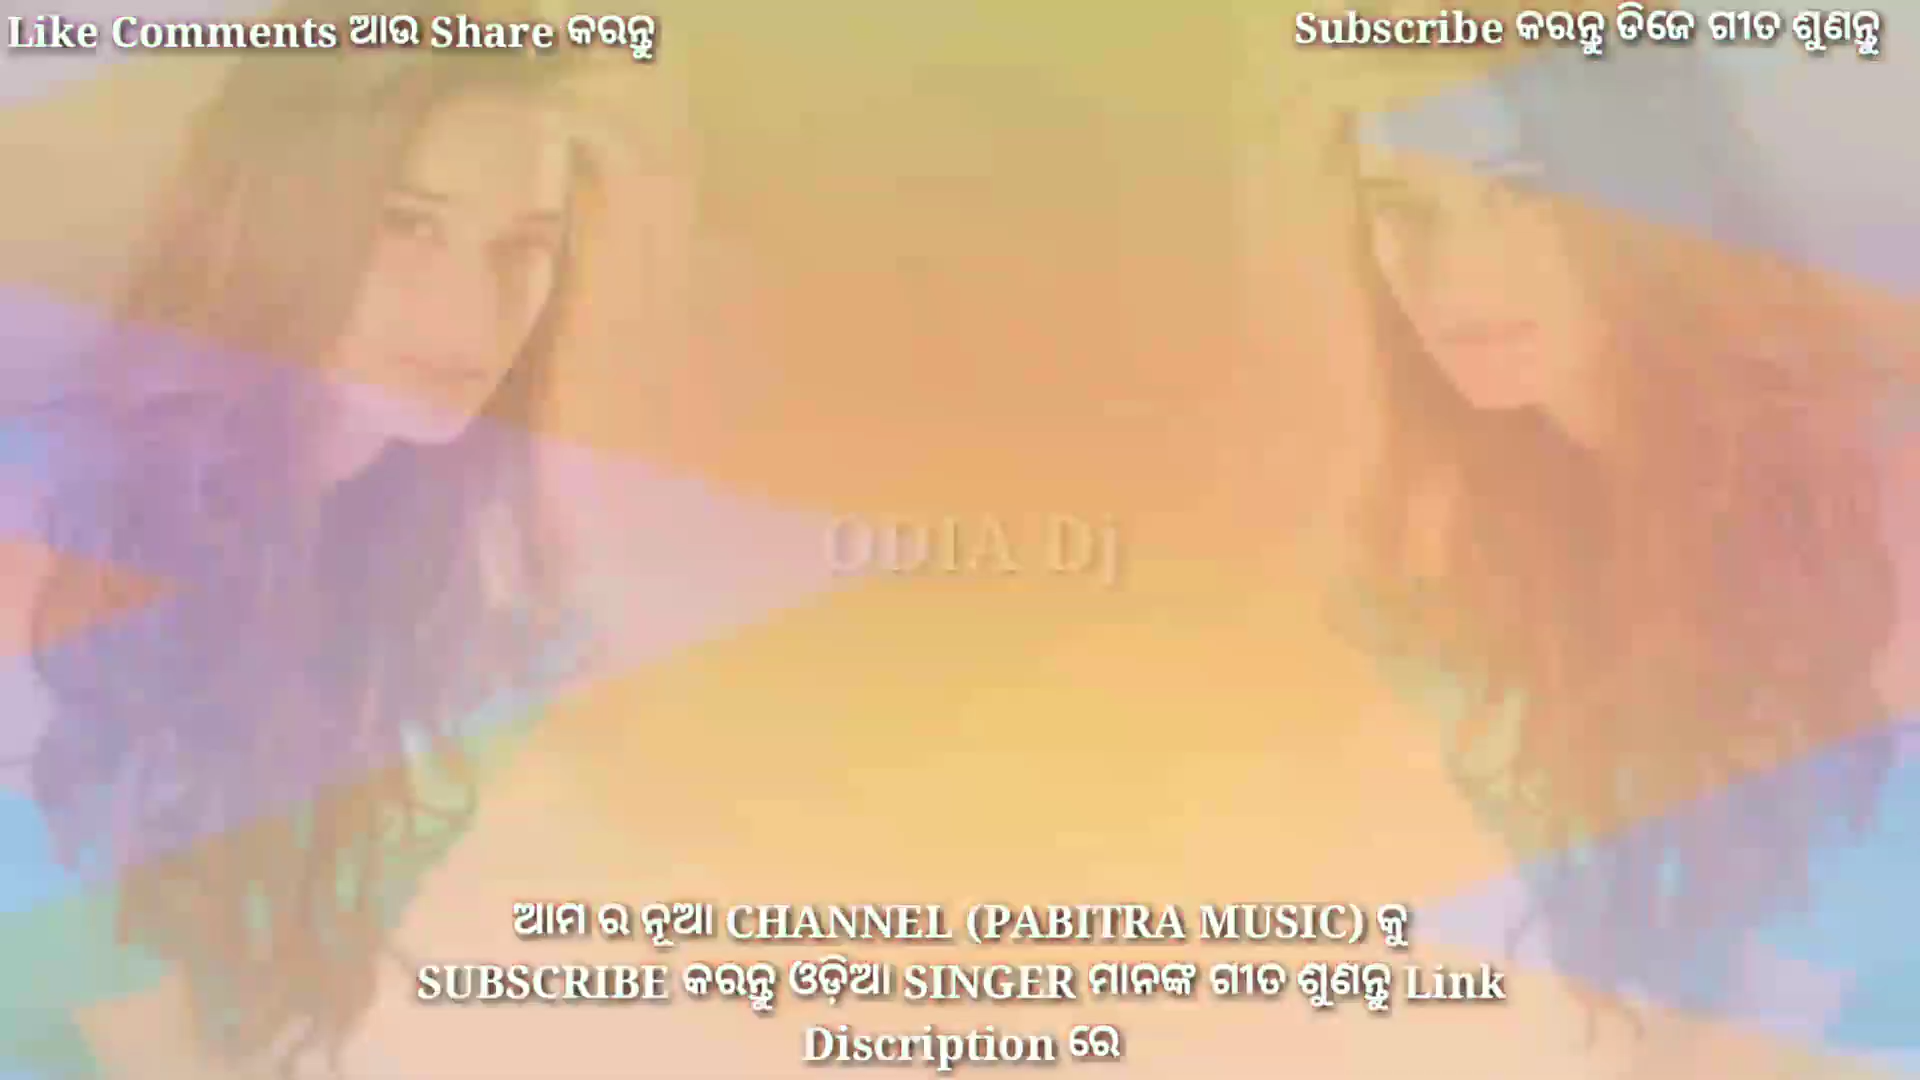 Like Comments ଆଉ Share କରନ୍ତୁ
Subscribe କରନ୍ତୁ ଡିଜେ ଗୀତ ଶୁଣନ୍ତୁ
ODIA Dj
ଆମ ର ନୂଆ CHANNEL (PABITRA MUSIC) କୁ
SUBSCRIBE କରନ୍ତୁ ଓଡ଼ିଆ SINGER ମାନଙ୍କ ଗୀତ ଶୁଣନ୍ତୁ Link
Discription ରେ